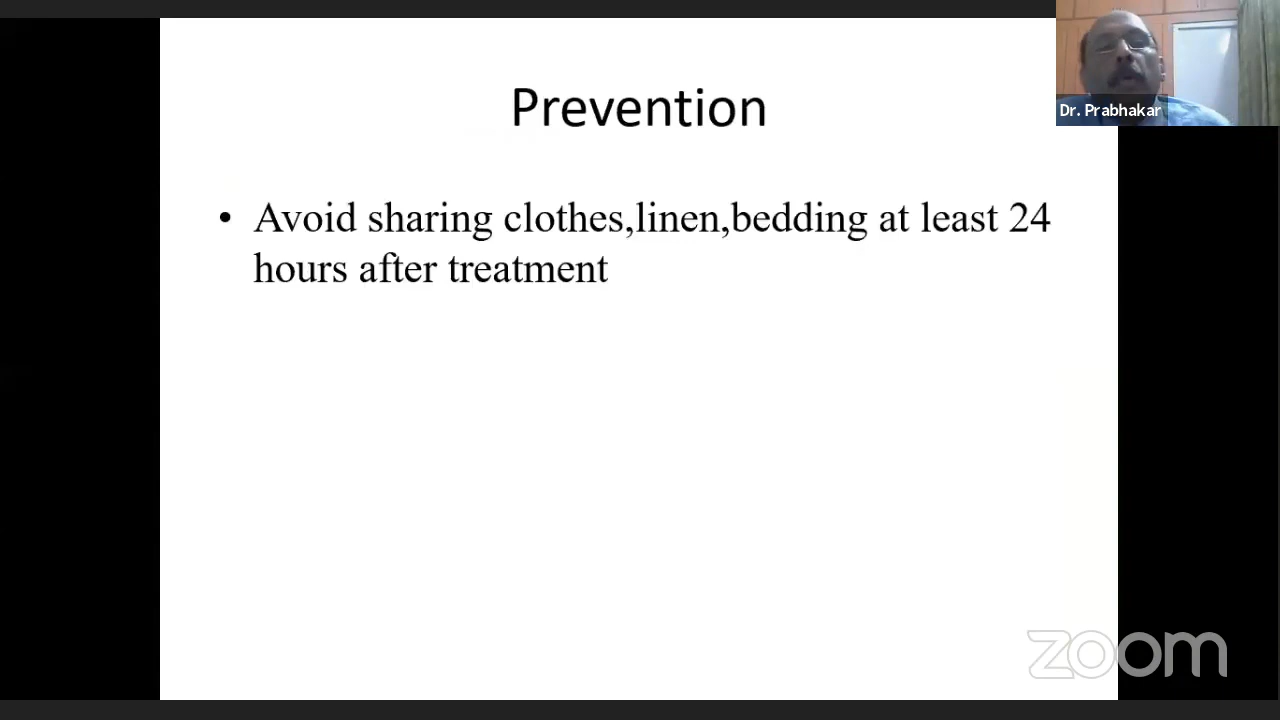 Dr. Prabhakar
Prevention
• Avoid sharing clothes,linen,bedding at least 24
hours after treatment
zoom